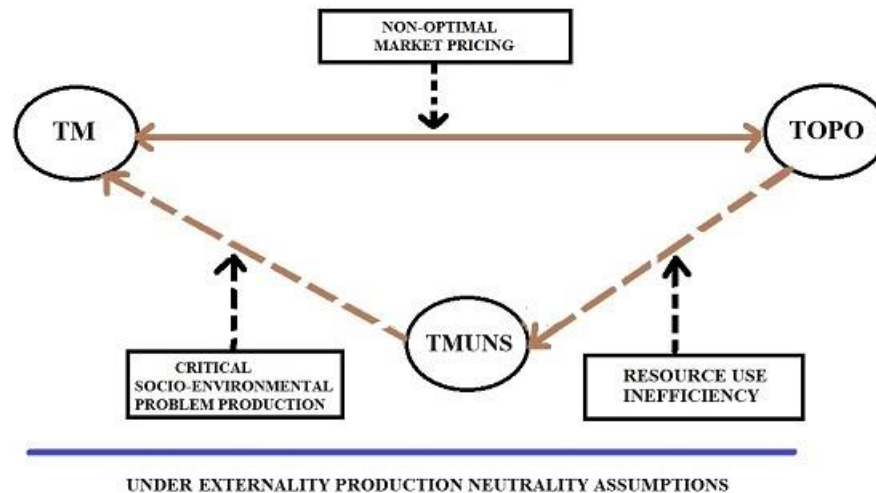 NON-OPTIMAL
MARKET PRICING
TM
TOPO
TMUNS
CRITICAL
SOCIO-ENVIRONMENTAL
PROBLEM PRODUCTION
RESOURCE USE
INEFFICIENCY
UNDER EXTERNALITY PRODUCTION NEUTRALITY ASSUMPTIONS